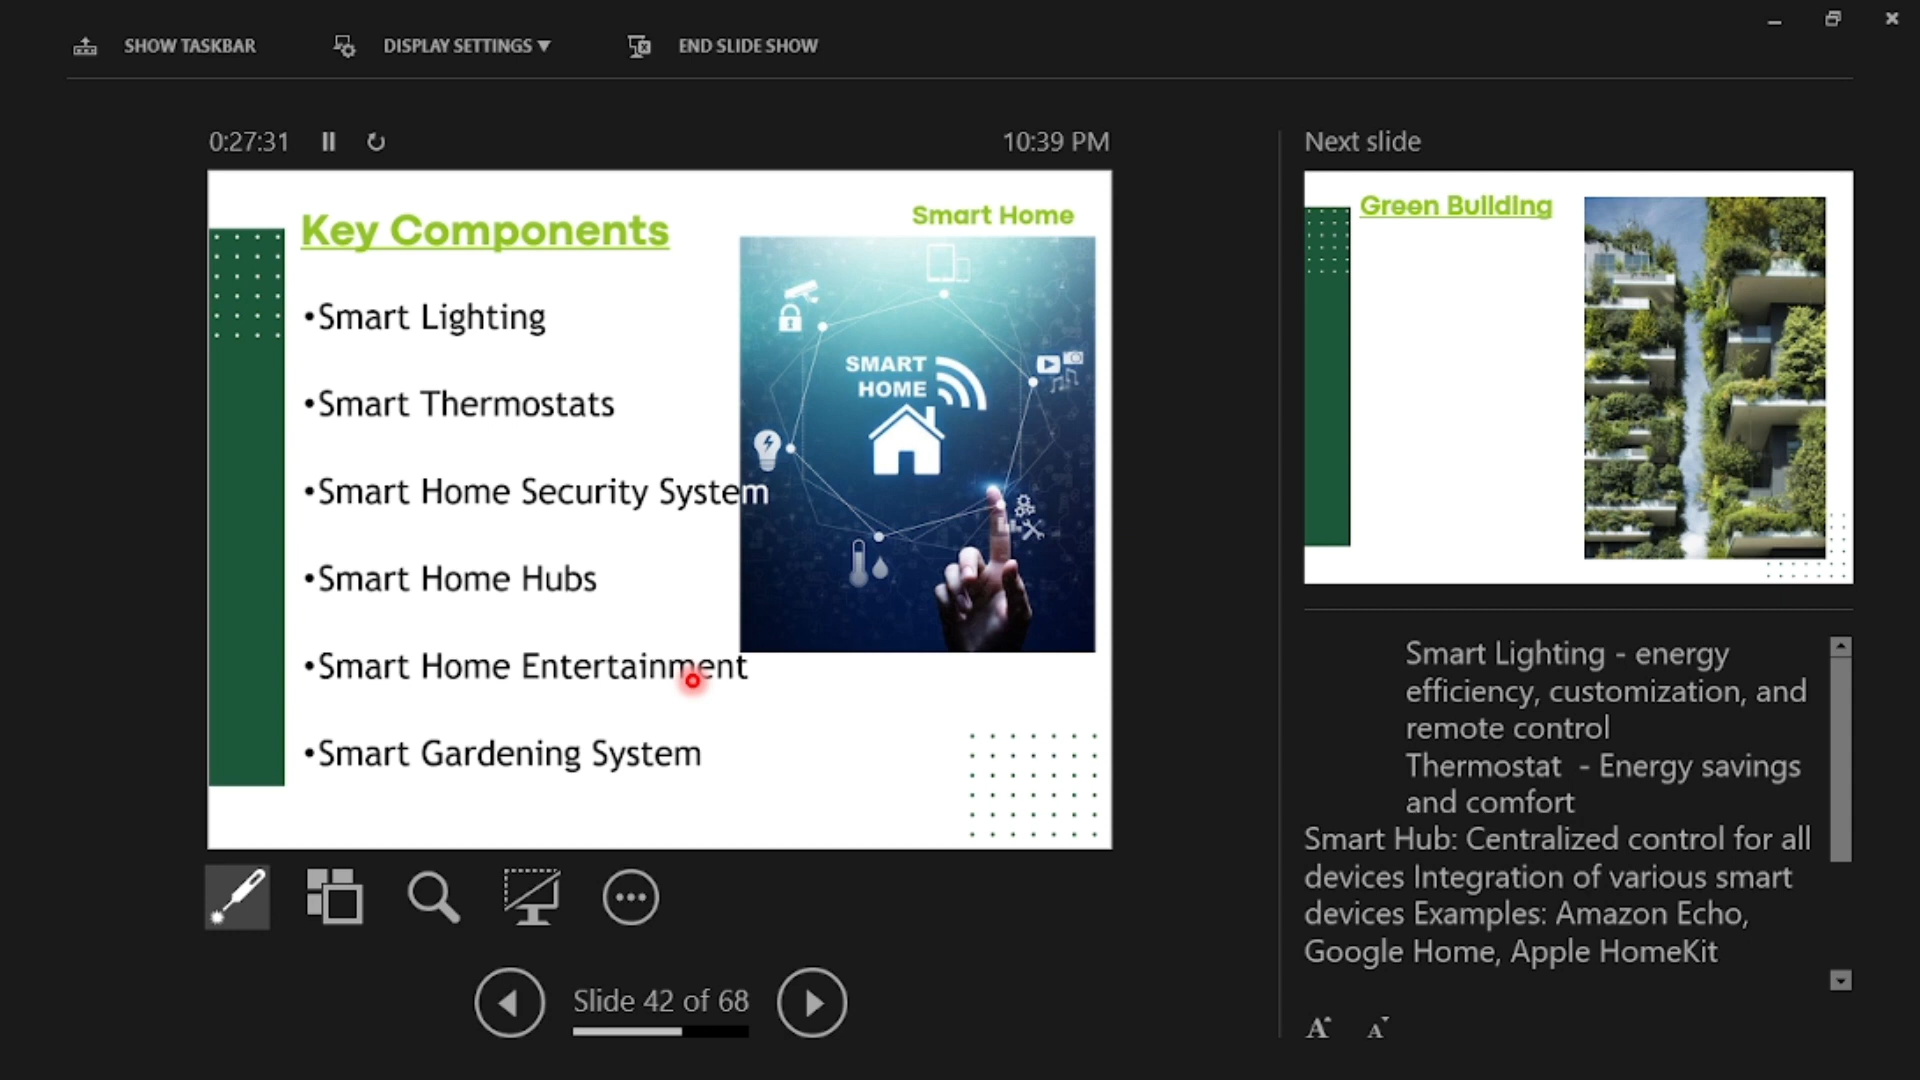 SHOW TASKBAR
DISPLAY SETTINGS ▼
END SLIDE SHOW
0:27:31
10:39 PM
Key Components
Smart Home
•Smart Lighting
•Smart Thermostats
•Smart Home Security System
•Smart Home Hubs
•Smart Home Entertainment
•Smart Gardening System
SMART
HOME
Slide 42 of 68
Next slide
Green Building
Smart Lighting - energy
efficiency, customization, and
remote control
Thermostat - Energy savings
and comfort
Smart Hub: Centralized control for all
devices Integration of various smart
devices Examples: Amazon Echo,
Google Home, Apple HomeKit
A A